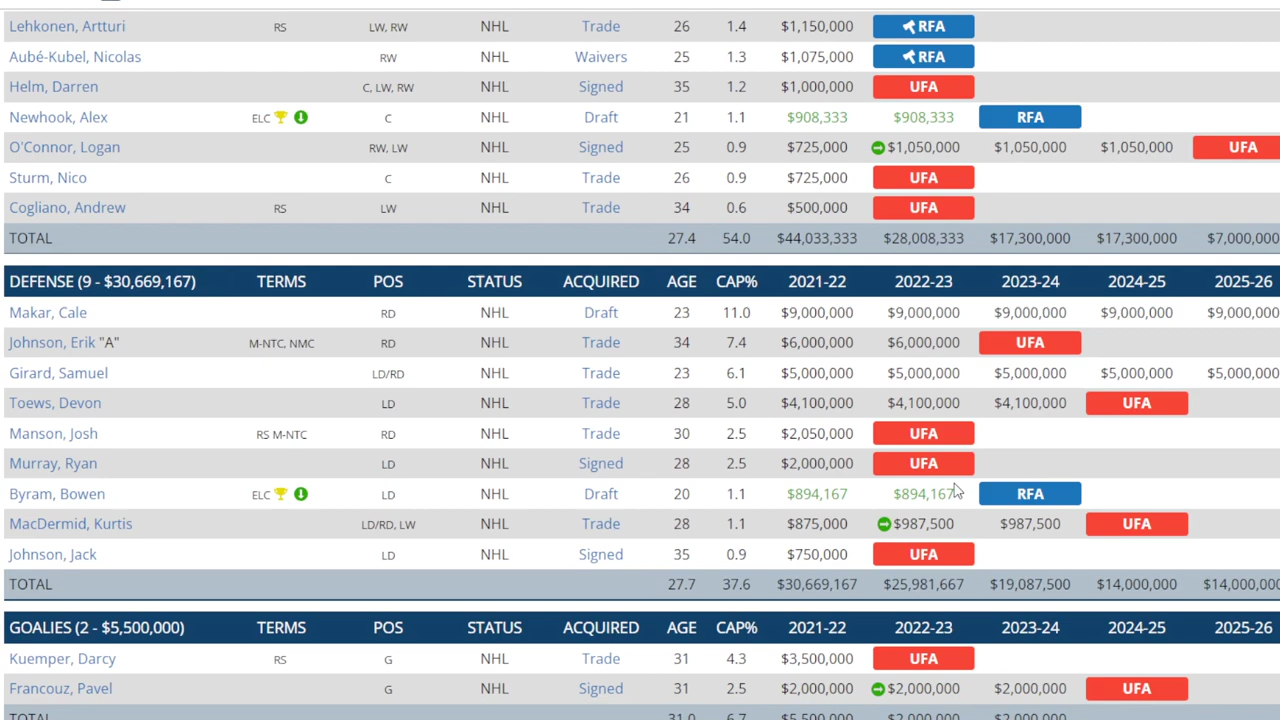 Lehkonen, Artturi RS LW, RW NHL Trade 26 1.4 $1,150,000 RFA
Aubé-Kubel, Nicolas RW NHL Waivers 25 1.3 $1,075,000 RFA
Helm, Darren C, LW, RW NHL Signed 35 1.2 $1,000,000 UFA
Newhook, Alex ELC C NHL Draft 21 1.1 $908,333 $908,333 RFA
O'Connor, Logan RW, LW NHL Signed 25 0.9 $725,000 $1,050,000 $1,050,000 $1,050,000 UFA
Sturm, Nico C NHL Trade 26 0.9 $725,000 UFA
Cogliano, Andrew RS LW NHL Trade 34 0.6 $500,000 UFA
TOTAL 27.4 54.0 $44,033,333 $28,008,333 $17,300,000 $17,300,000 $7,000,000
DEFENSE (9 - $30,669,167) TERMS POS STATUS ACQUIRED AGE CAP% 2021-22 2022-23 2023-24 2024-25 2025-26
Makar, Cale RD NHL Draft 23 11.0 $9,000,000 $9,000,000 $9,000,000 $9,000,000 $9,000,000
Johnson, Erik "A" M-NTC, NMC RD NHL Trade 34 7.4 $6,000,000 $6,000,000 UFA
Girard, Samuel LD/RD NHL Trade 23 6.1 $5,000,000 $5,000,000 $5,000,000 $5,000,000 $5,000,000
Toews, Devon LD NHL Trade 28 5.0 $4,100,000 $4,100,000 $4,100,000 UFA
Manson, Josh RS M-NTC RD NHL Trade 30 2.5 $2,050,000 UFA
Murray, Ryan LD NHL Signed 28 2.5 $2,000,000 UFA
Byram, Bowen ELC LD NHL Draft 20 1.1 $894,167 $894,167 RFA
MacDermid, Kurtis LD/RD, LW NHL Trade 28 1.1 $875,000 $987,500 $987,500 UFA
Johnson, Jack LD NHL Signed 35 0.9 $750,000 UFA
TOTAL 27.7 37.6 $30,669,167 $25,981,667 $19,087,500 $14,000,000 $14,000,000
GOALIES (2 - $5,500,000) TERMS POS STATUS ACQUIRED AGE CAP% 2021-22 2022-23 2023-24 2024-25 2025-26
Kuemper, Darcy RS G NHL Trade 31 4.3 $3,500,000 UFA
Francouz, Pavel G NHL Signed 31 2.5 $2,000,000 $2,000,000 $2,000,000 UFA
TOTAL 31.0 6.7 $5,500,000 $2,000,000 $2,000,000